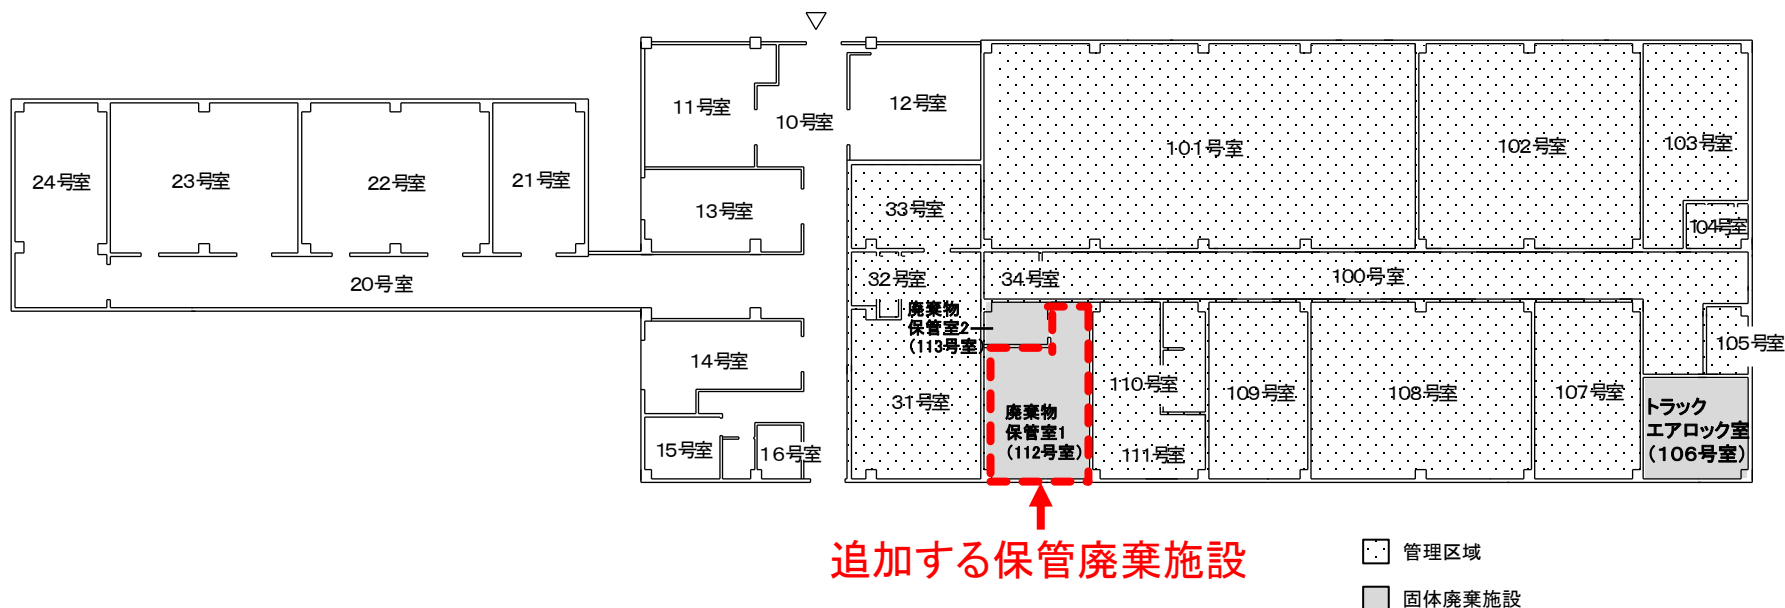 11号室
10号室
12号室
101号室
102号室
103号室
24号室
23号室
22号室
21号室
13号室
33号室
104号室
20号室
32号室
34号室
100号室
廃棄物
保管室2
(113号室)
14号室
31号室
廃棄物
保管室1
(112号室)
110号室
109号室
108号室
107号室
105号室
トラック
エアロック室
(106号室)
15号室
16号室
111号室
追加する保管廃棄施設
管理区域
固体廃棄施設